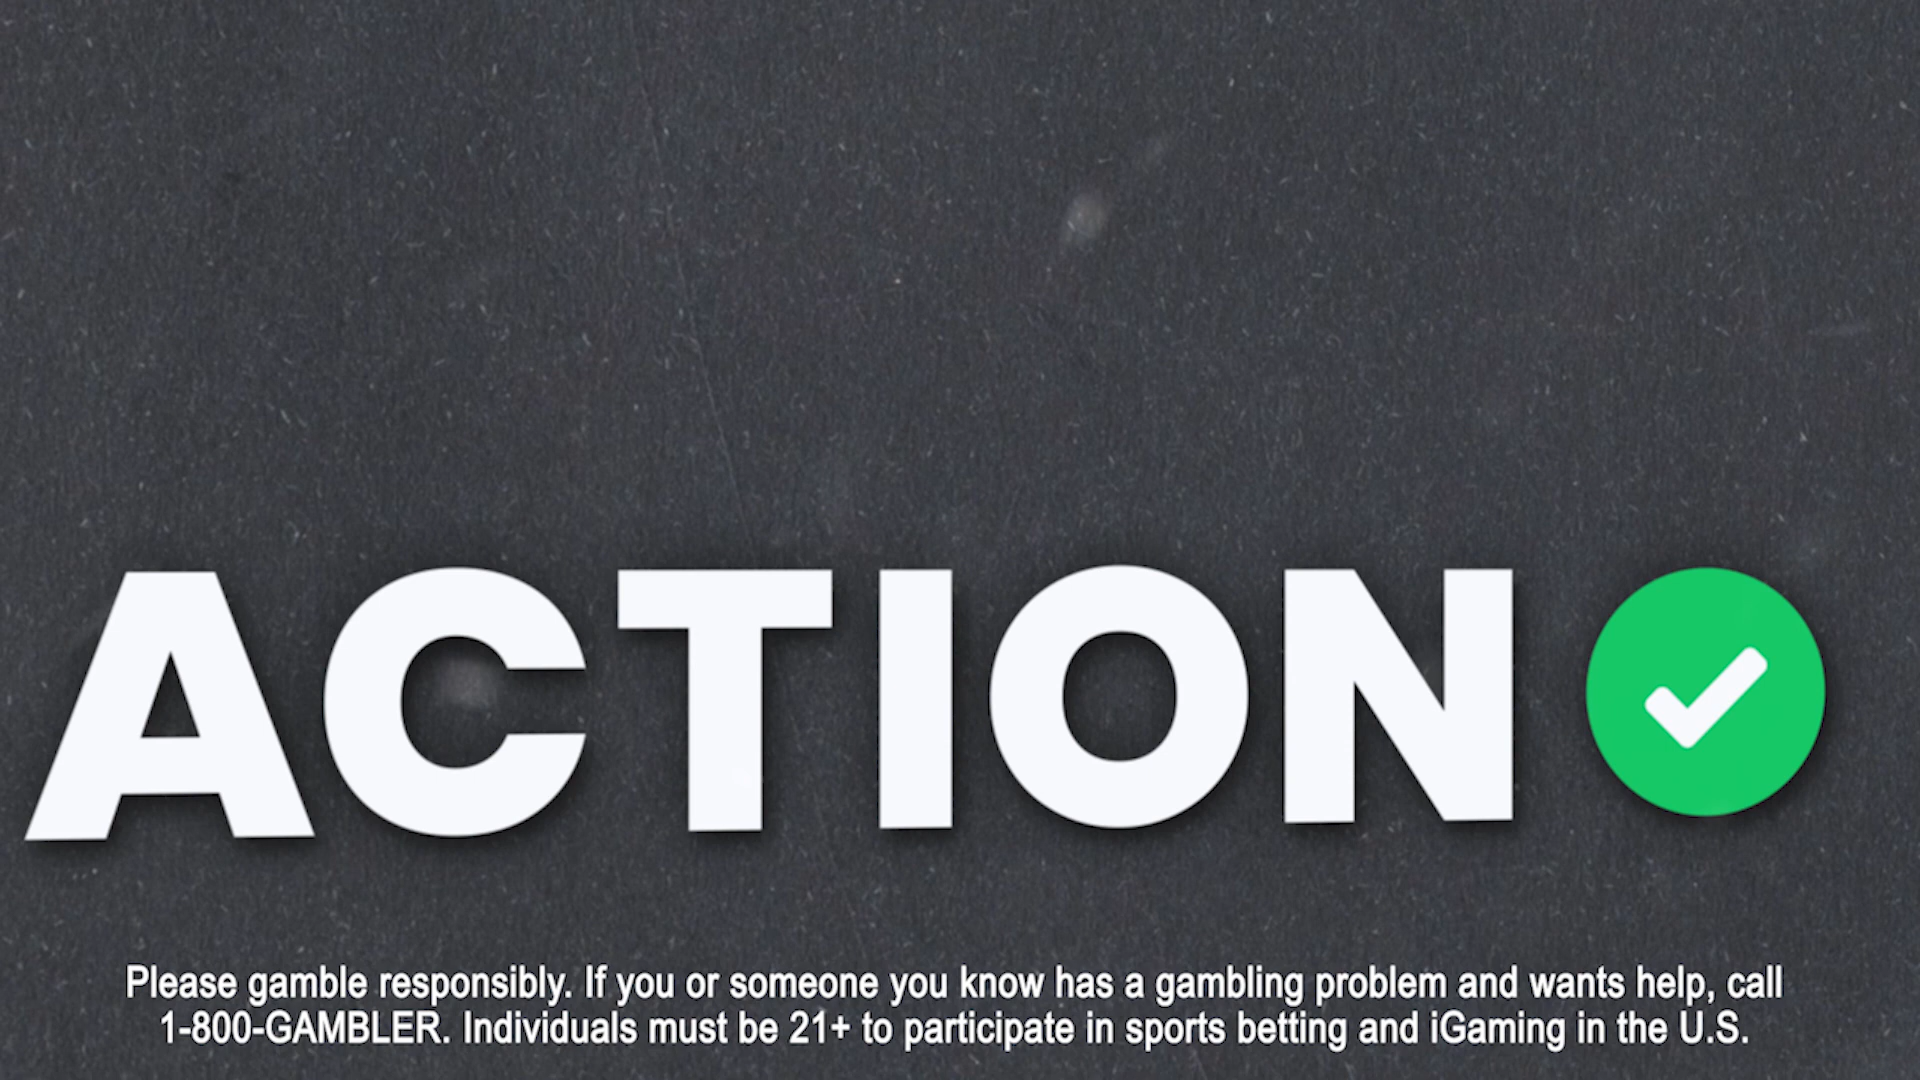 ACTION
Please gamble responsibly. If you or someone you know has a gambling problem and wants help, call
1-800-GAMBLER. Individuals must be 21+ to participate in sports betting and iGaming in the U.S.